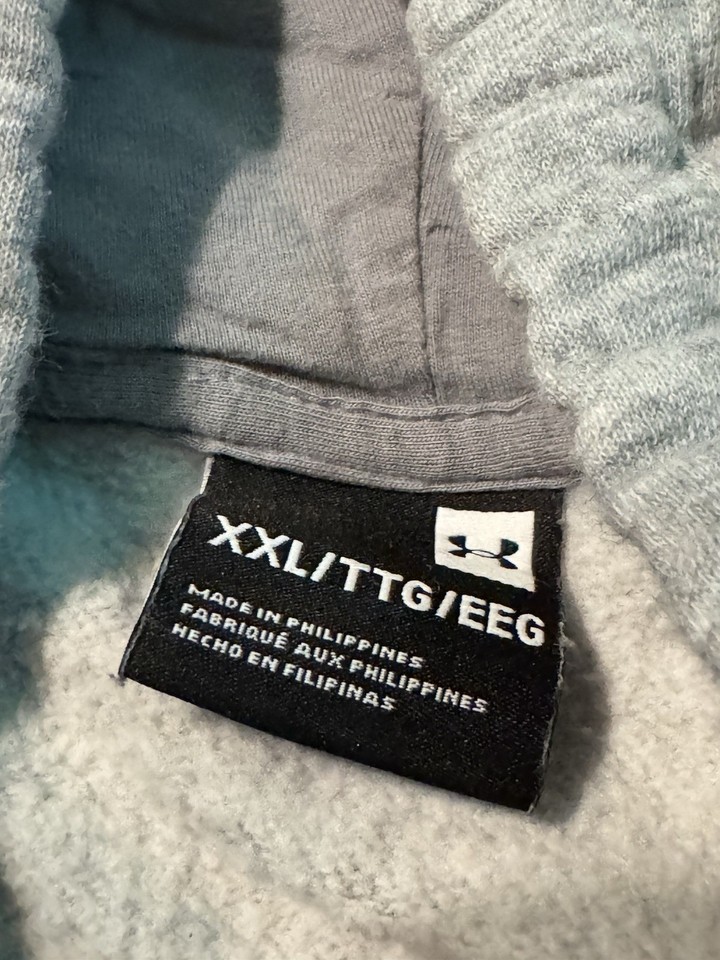 XXL/TTG/EEG
MADE IN PHILIPPINES
FABRIQUÉ AUX PHILIPPINES
HECHO EN FILIPINAS